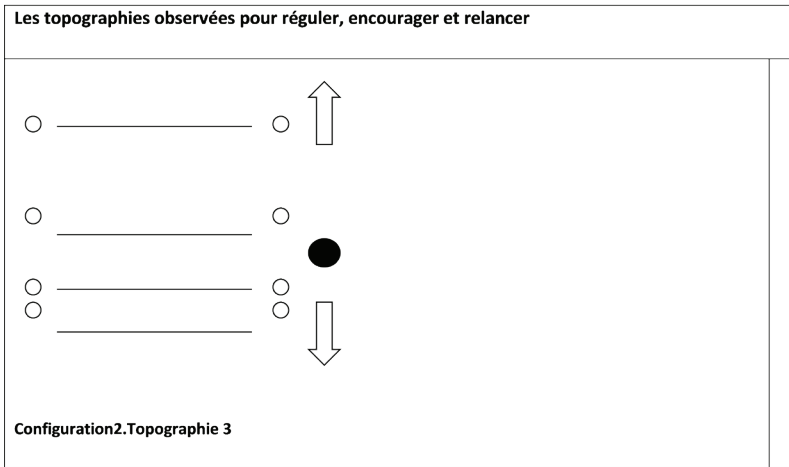 Les topographies observées pour réguler, encourager et relancer
Configuration2.Topographie 3